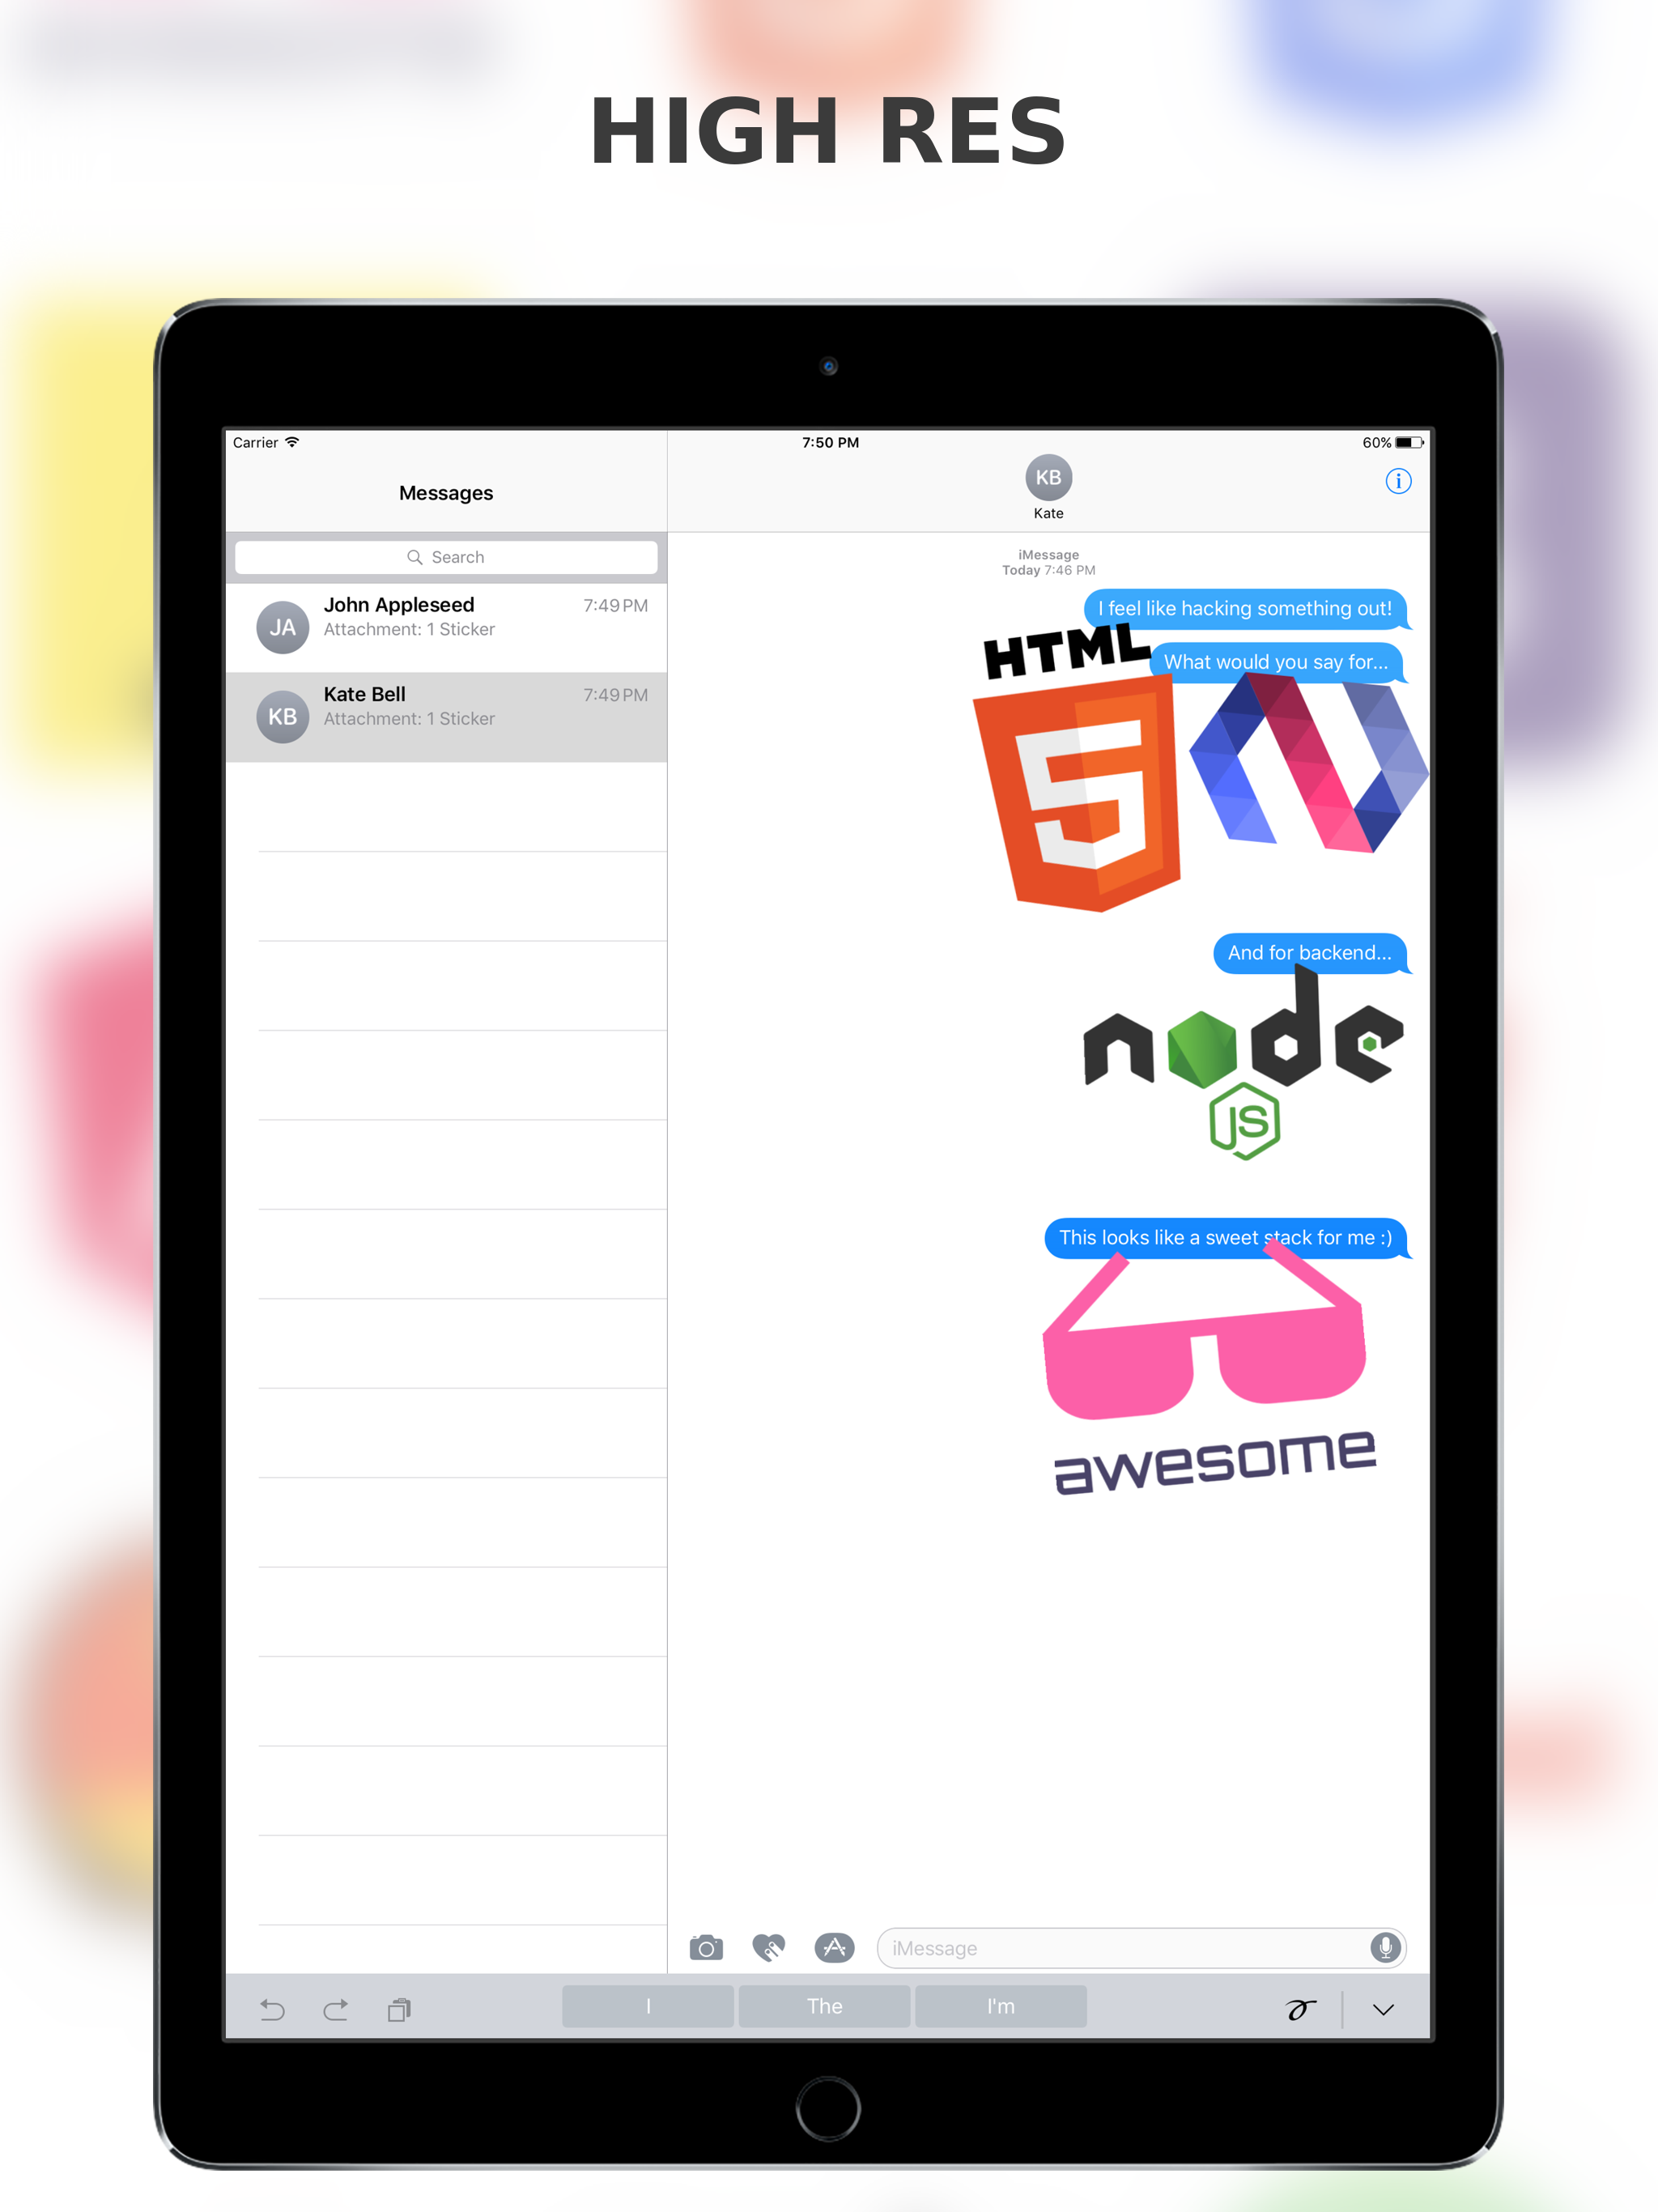 HIGH RES
Carrier
7:50 PM
60%
Messages
KB
Kate
Search
JA
John Appleseed
7:49 PM
Attachment: 1 Sticker
KB
Kate Bell
7:49 PM
Attachment: 1 Sticker
iMessage
Today 7:46 PM
I feel like hacking something out!
What would you say for...
HTML
5
And for backend...
node
JS
This looks like a sweet stack for me :)
awesome
iMessage
I
The
I'm